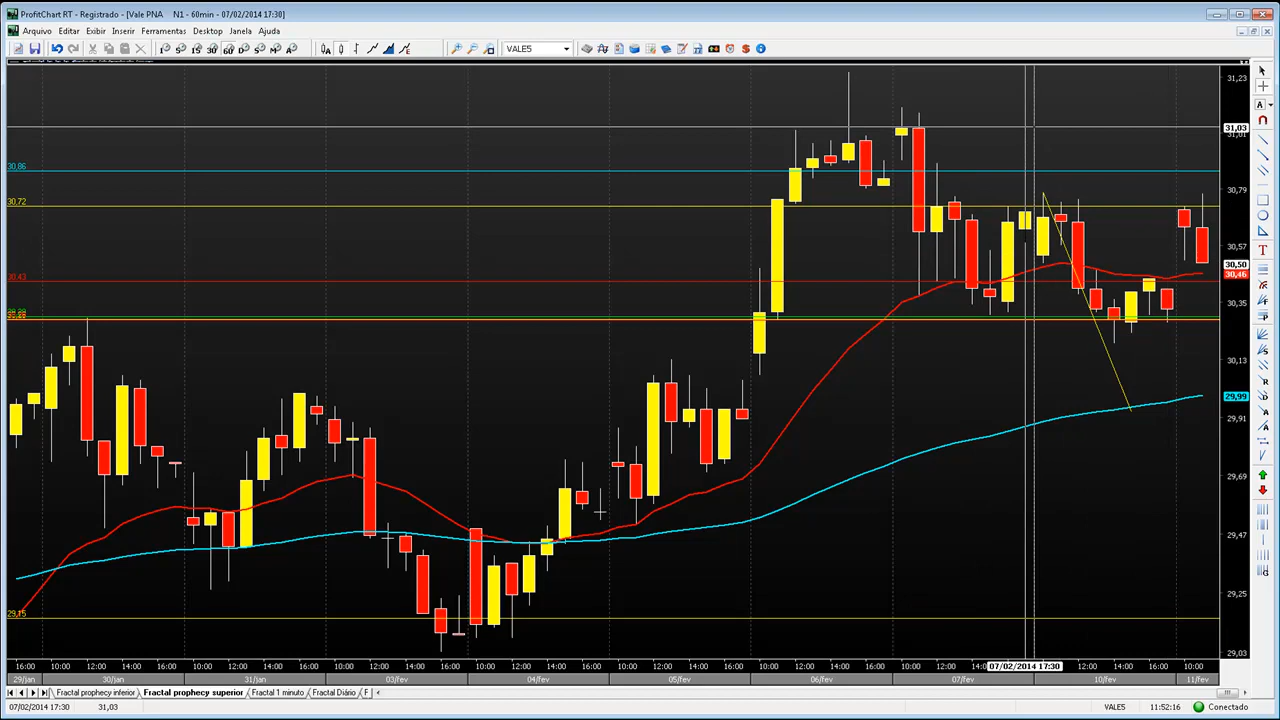 ProfitChart RT - Registrado - [Vale PNA N1 - 60min - 07/02/2014 17:30]
Arquivo Editar Exibir Inserir Ferramentas Desktop Janela Ajuda
VALE5
31,23
31,03
30,86
30,79
30,72
30,57
30,50
30,46
30,43
30,35
30,13
29,99
29,91
29,69
29,47
29,25
29,15
29,03
16:00 10:00 12:00 14:00 16:00 10:00 12:00 14:00 16:00 10:00 12:00 14:00 16:00 10:00 12:00 14:00 16:00 10:00 12:00 14:00 16:00 10:00 12:00 14:00 16:00 10:00 12:00 14:0 07/02/2014 17:30 12:00 14:00 16:00 10:00
29/jan 30/jan 31/jan 03/fev 04/fev 05/fev 06/fev 07/fev 10/fev 11/fev
Fractal prophecy inferior Fractal prophecy superior Fractal 1 minuto Fractal Diário F
07/02/2014 17:30 31,03 VALE5 11:52:16 Conectado